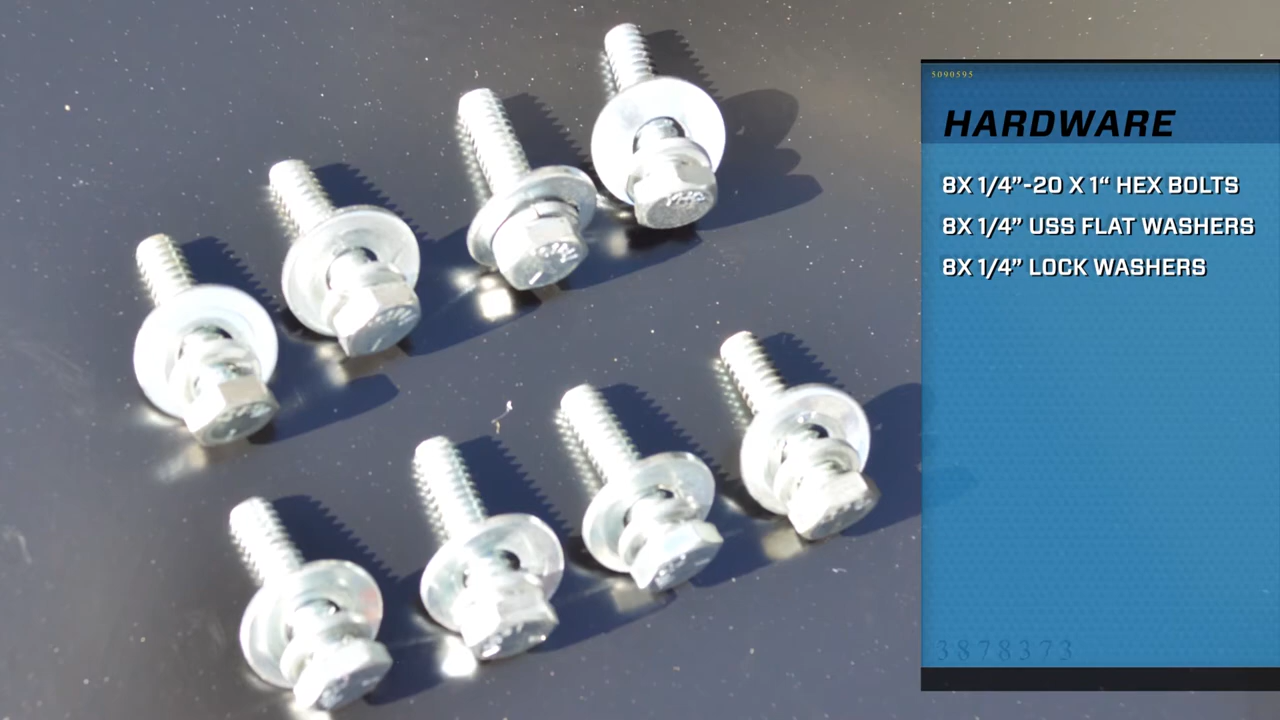 5090595
HARDWARE
8X 1/4”-20 X 1“ HEX BOLTS
8X 1/4” USS FLAT WASHERS
8X 1/4” LOCK WASHERS
3878373